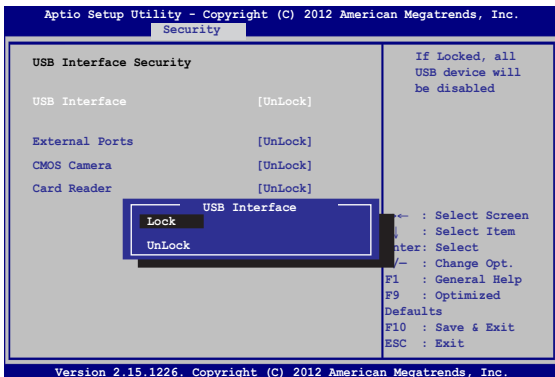 Aptio Setup Utility - Copyright (C) 2012 American Megatrends, Inc.
Security
USB Interface Security
USB Interface [UnLock]
External Ports [UnLock]
CMOS Camera [UnLock]
Card Reader [UnLock]
USB Interface
Lock
UnLock
If Locked, all
USB device will
be disabled
← : Select Screen
: Select Item
nter: Select
/— : Change Opt.
F1 : General Help
F9 : Optimized
Defaults
F10 : Save & Exit
ESC : Exit
Version 2.15.1226. Copyright (C) 2012 American Megatrends, Inc.